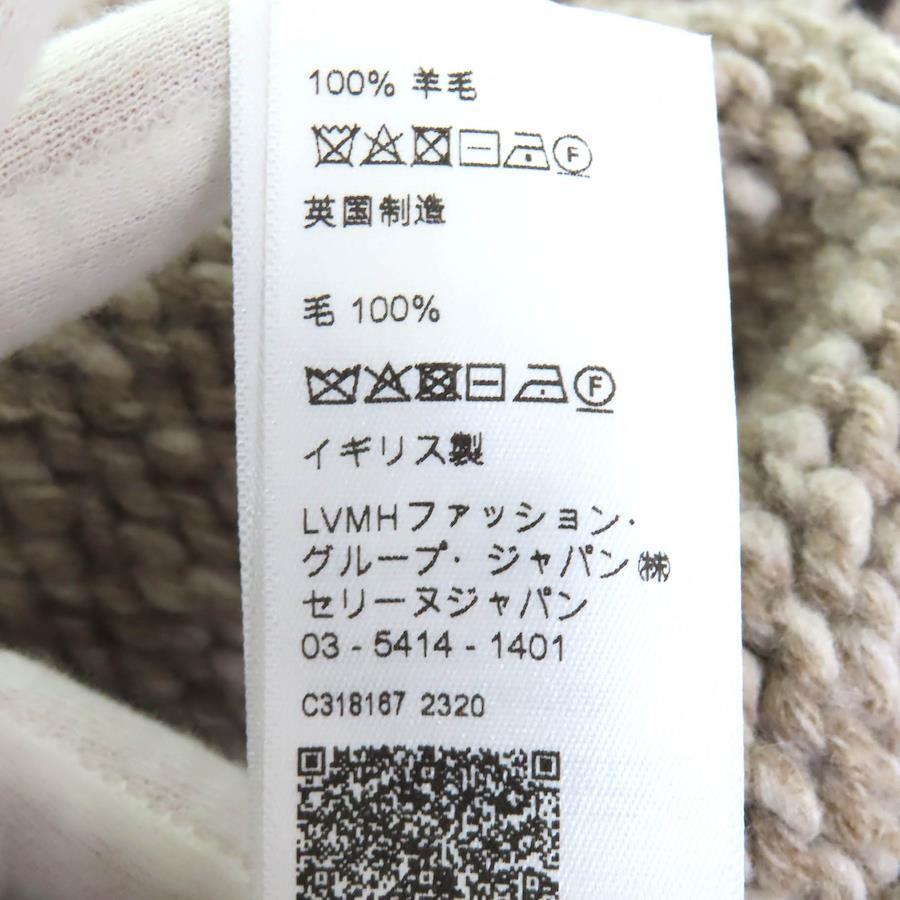 100% 羊毛
F
英国制造
毛 100%
F
イギリス製
LVMHファッション・
グループ・ジャパン㈱
セリーヌジャパン
03 - 5414 - 1401
C318167 2320